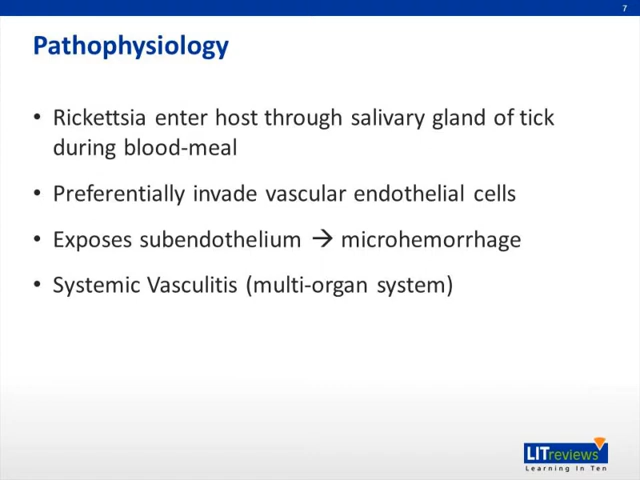 7
Pathophysiology
• Rickettsia enter host through salivary gland of tick
during blood-meal
• Preferentially invade vascular endothelial cells
• Exposes subendothelium → microhemorrhage
• Systemic Vasculitis (multi-organ system)
LITreviews
Learning In Ten